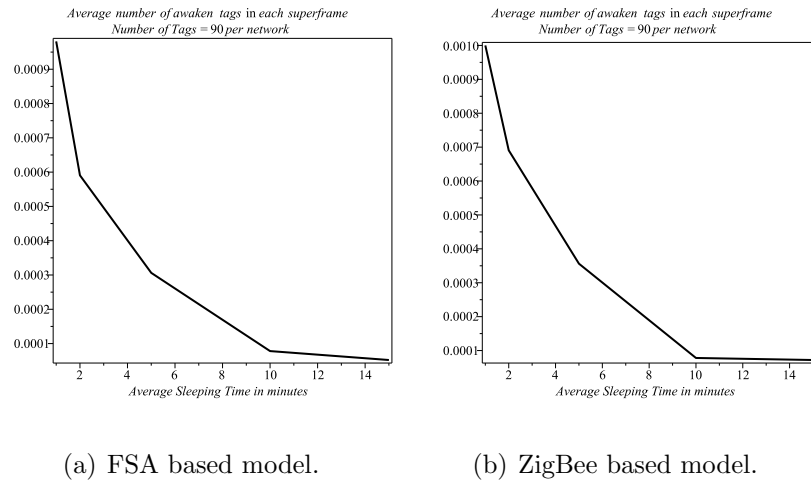 Average number of awaken tags in each superframe
Number of Tags = 90 per network
0.0009
0.0008
0.0007
0.0006
0.0005
0.0004
0.0003
0.0002
0.0001
2 4 6 8 10 12 14
Average Sleeping Time in minutes
(a) FSA based model.
Average number of awaken tags in each superframe
Number of Tags = 90 per network
0.0010
0.0009
0.0008
0.0007
0.0006
0.0005
0.0004
0.0003
0.0002
0.0001
2 4 6 8 10 12 14
Average Sleeping Time in minutes
(b) ZigBee based model.